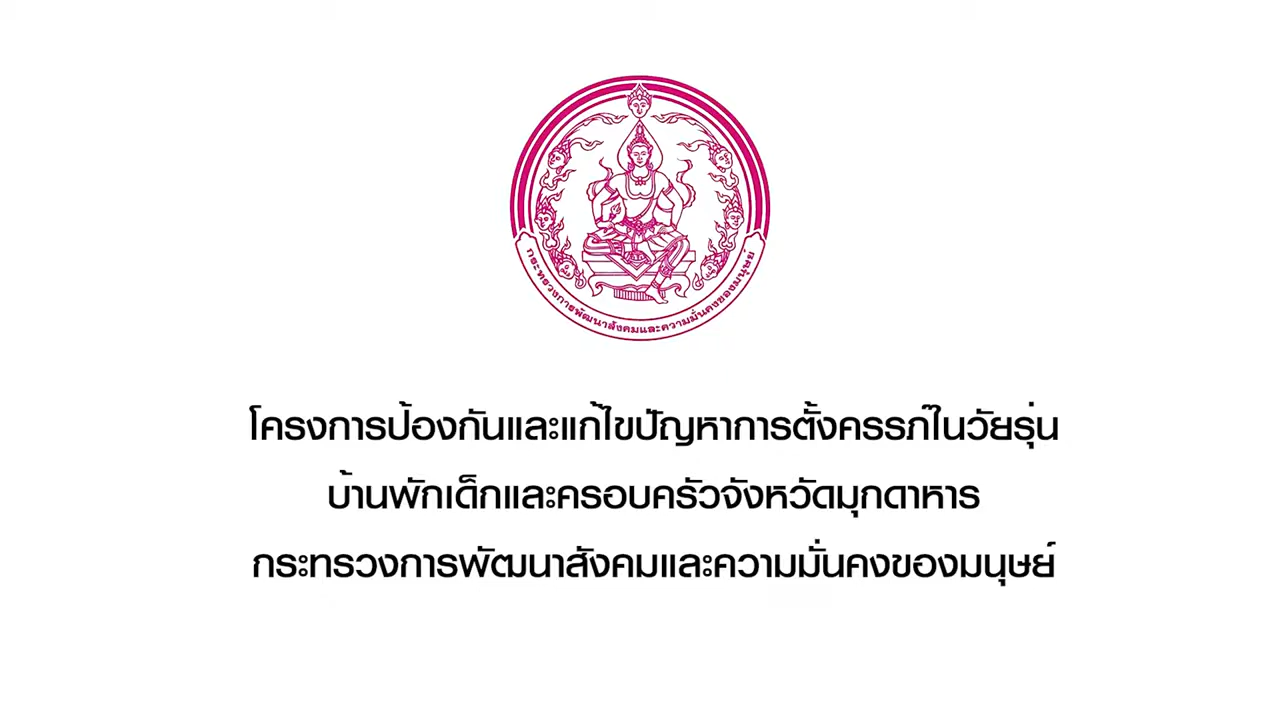 กระทรวงการพัฒนาสังคมและความมั่นคงของมนุษย์
โครงการป้องกันและแก้ไขปัญหาการตั้งครรภ์ในวัยรุ่น
บ้านพักเด็กและครอบครัวจังหวัดมุกดาหาร
กระทรวงการพัฒนาสังคมและความมั่นคงของมนุษย์